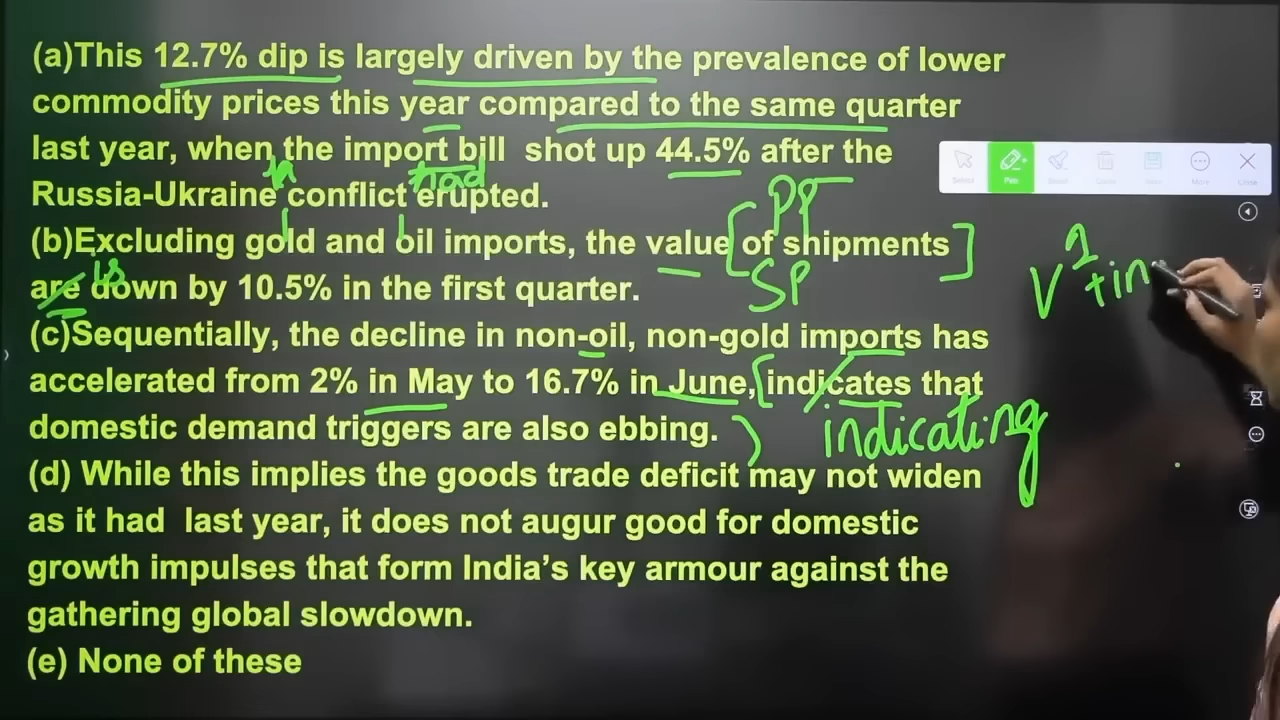 (a)This 12.7% dip is largely driven by the prevalence of lower
commodity prices this year compared to the same quarter
last year, when the import bill shot up 44.5% after the
n had
Russia-Ukraine conflict erupted.
PP
(b)Excluding gold and oil imports, the value of shipments
is SP
are down by 10.5% in the first quarter.
V1 + in
(c)Sequentially, the decline in non-oil, non-gold imports has
accelerated from 2% in May to 16.7% in June, indicates that
indicating
domestic demand triggers are also ebbing.
(d) While this implies the goods trade deficit may not widen
as it had last year, it does not augur good for domestic
growth impulses that form India's key armour against the
gathering global slowdown.
(e) None of these
Select Pen More Close